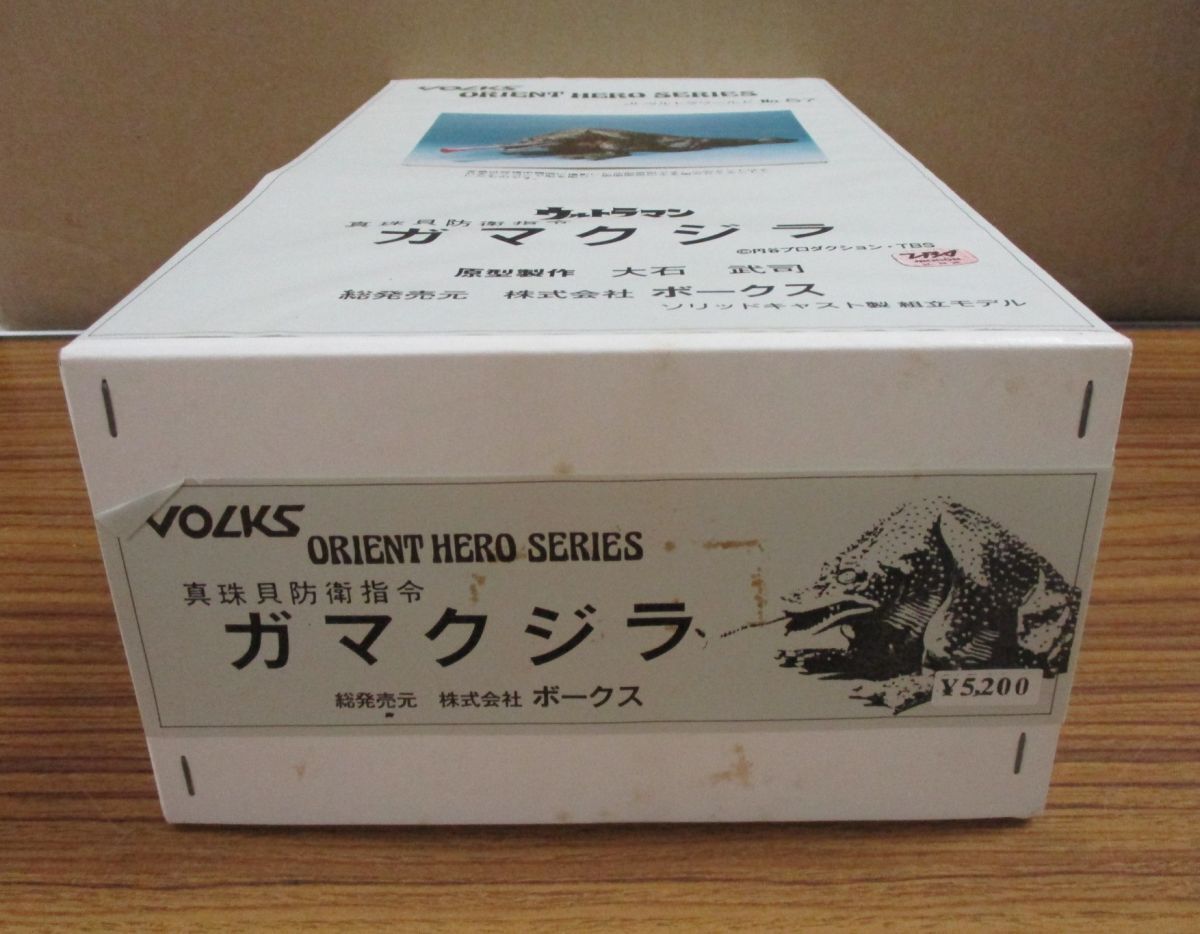 VOLKS
ORIENT HERO SERIES
No.57
ウルトラマン
真珠貝防衛指令
ガマクジラ
©円谷プロダクション・TBS
原型製作 大石 武司
総発売元 株式会社 ボークス
ソリッドキャスト製 組立モデル
VOLKS
ORIENT HERO SERIES
真珠貝防衛指令
ガマクジラ
総発売元 株式会社 ボークス
¥5,200